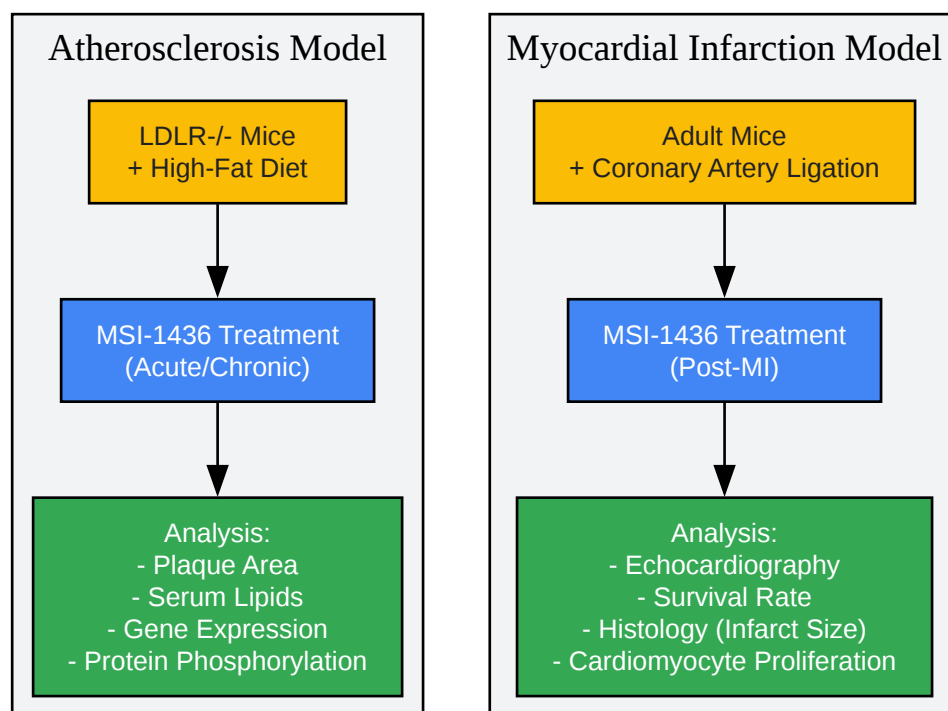 Atherosclerosis Model
LDLR-/- Mice
+ High-Fat Diet
MSI-1436 Treatment
(Acute/Chronic)
Analysis:
- Plaque Area
- Serum Lipids
- Gene Expression
- Protein Phosphorylation
Myocardial Infarction Model
Adult Mice
+ Coronary Artery Ligation
MSI-1436 Treatment
(Post-MI)
Analysis:
- Echocardiography
- Survival Rate
- Histology (Infarct Size)
- Cardiomyocyte Proliferation